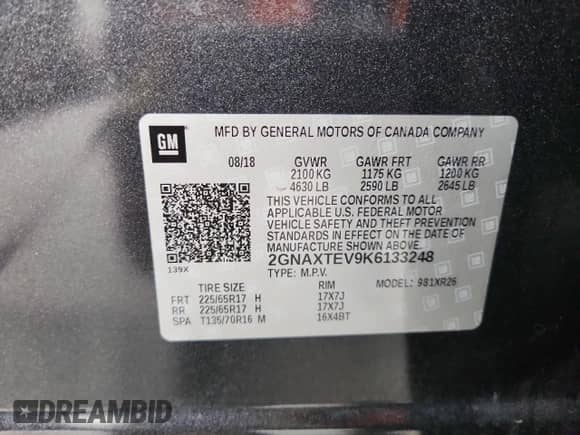 GM
MFD BY GENERAL MOTORS OF CANADA COMPANY
08/18 GVWR GAWR FRT GAWR RR
2100 KG 1175 KG 1200 KG
4630 LB 2590 LB 2645 LB
THIS VEHICLE CONFORMS TO ALL
APPLICABLE U.S. FEDERAL MOTOR
VEHICLE SAFETY AND THEFT PREVENTION
STANDARDS IN EFFECT ON THE DATE OF
MANUFACTURE SHOWN ABOVE.
2GNAXTEV9K6133248
139X TYPE: M.P.V. MODEL: 981XR26
TIRE SIZE RIM
FRT 225/65R17 H 17X7J
RR 225/65R17 H 17X7J
SPA T135/70R16 M 16X4BT
DREAMBID